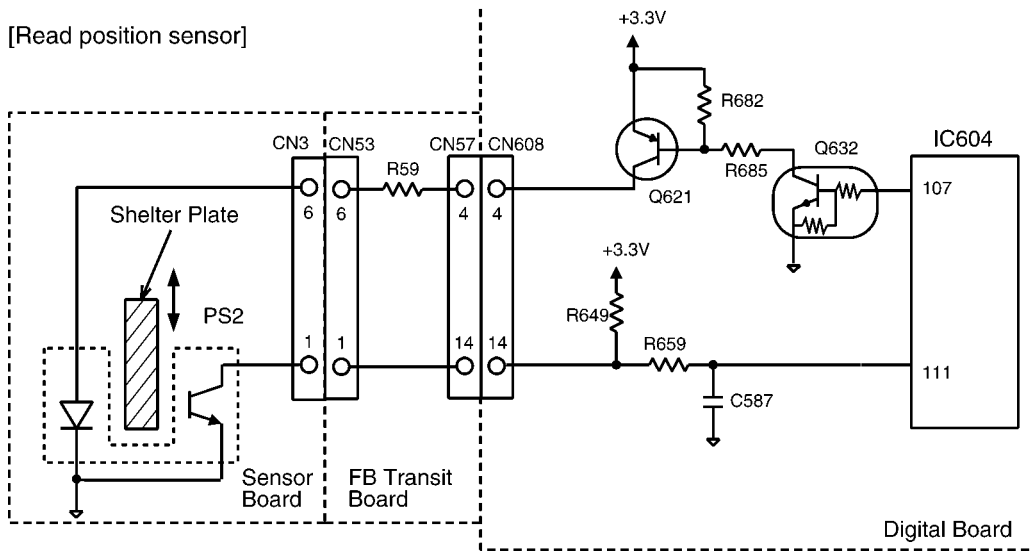 [Read position sensor]
+3.3V
R682
CN3
CN53
CN57
CN608
Q632
IC604
R59
R685
Q621
107
6
6
4
4
Shelter Plate
+3.3V
PS2
R649
R659
1
1
14
14
111
C587
Sensor
Board
FB Transit
Board
Digital Board